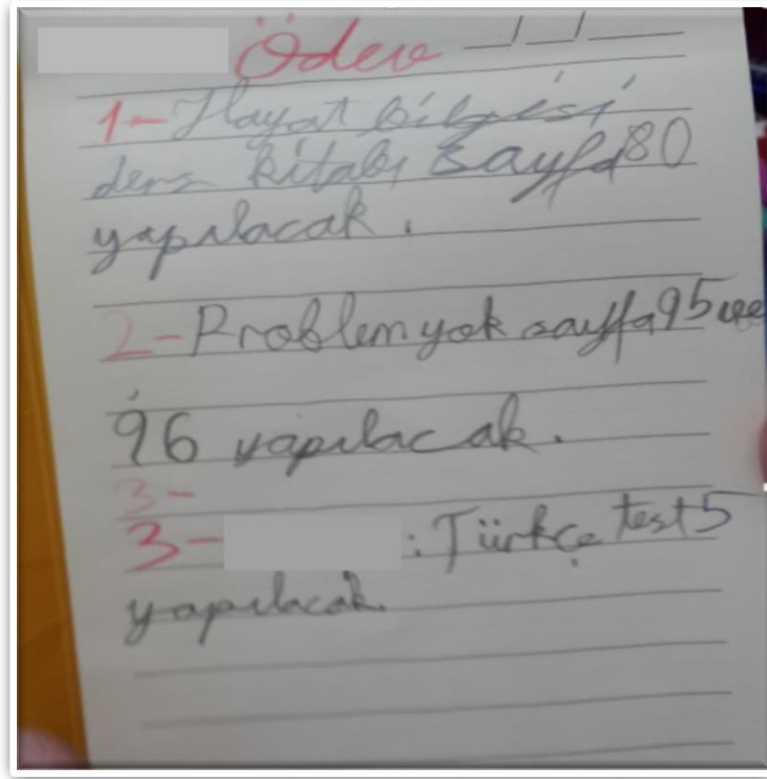 Ödev _/_/_
1- Hayat bilgisi
ders kitabı sayfa 80
yapılacak.
2- Problem yok sayfa 95 ve
96 yapılacak.
3-
3- : Türkçe test 5
yapılacak.